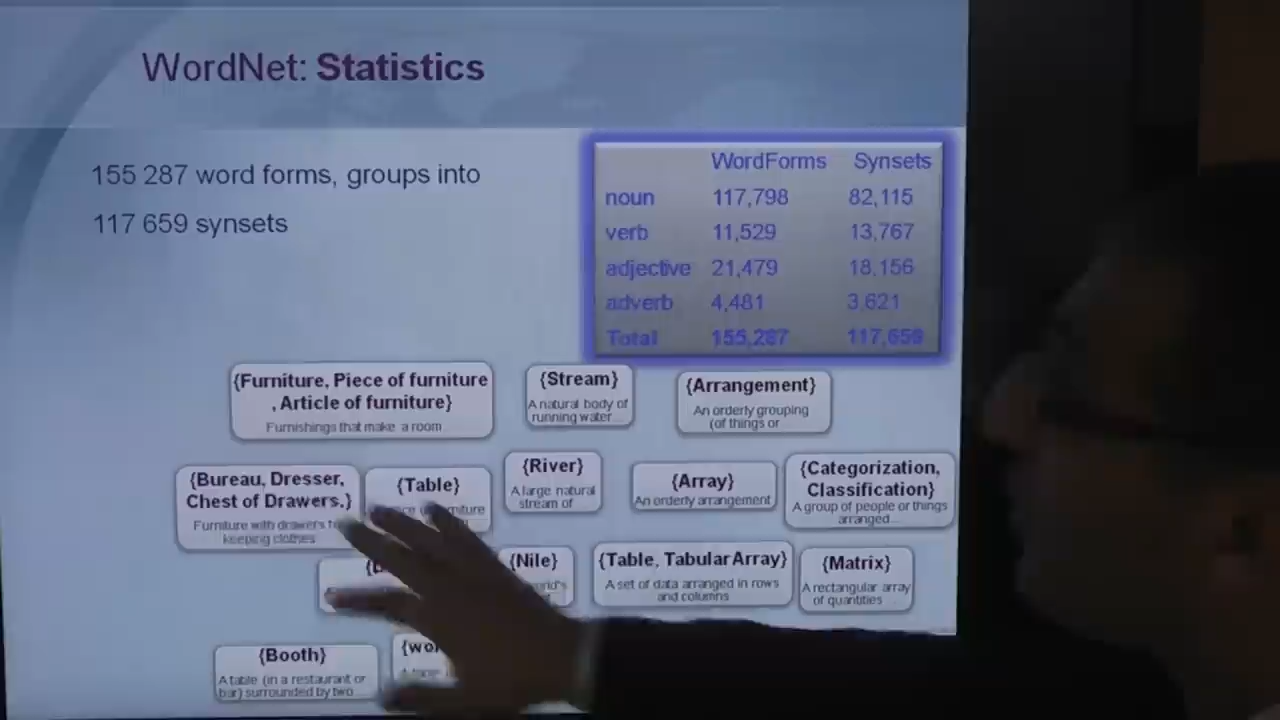 WordNet: Statistics
155 287 word forms, groups into
117 659 synsets
WordForms Synsets
noun 117,798 82,115
verb 11,529 13,767
adjective 21,479 18,156
adverb 4,481 3,621
Total 155,287 117,659
{Furniture, Piece of furniture
, Article of furniture}
Furnishings that make a room
{Stream}
A natural body of
running water
{Arrangement}
An orderly grouping
(of things or
{Bureau, Dresser,
Chest of Drawers.}
Furniture with drawers
keeping clothes
{Table}
{River}
A large natural
stream of
{Array}
An orderly arrangement
{Categorization,
Classification}
A group of people or things
arranged...
{Nile}
{Table, Tabular Array}
A set of data arranged in rows
and columns
{Matrix}
A rectangular array
of quantities
{Booth}
A table (in a restaurant or
bar) surrounded by two...